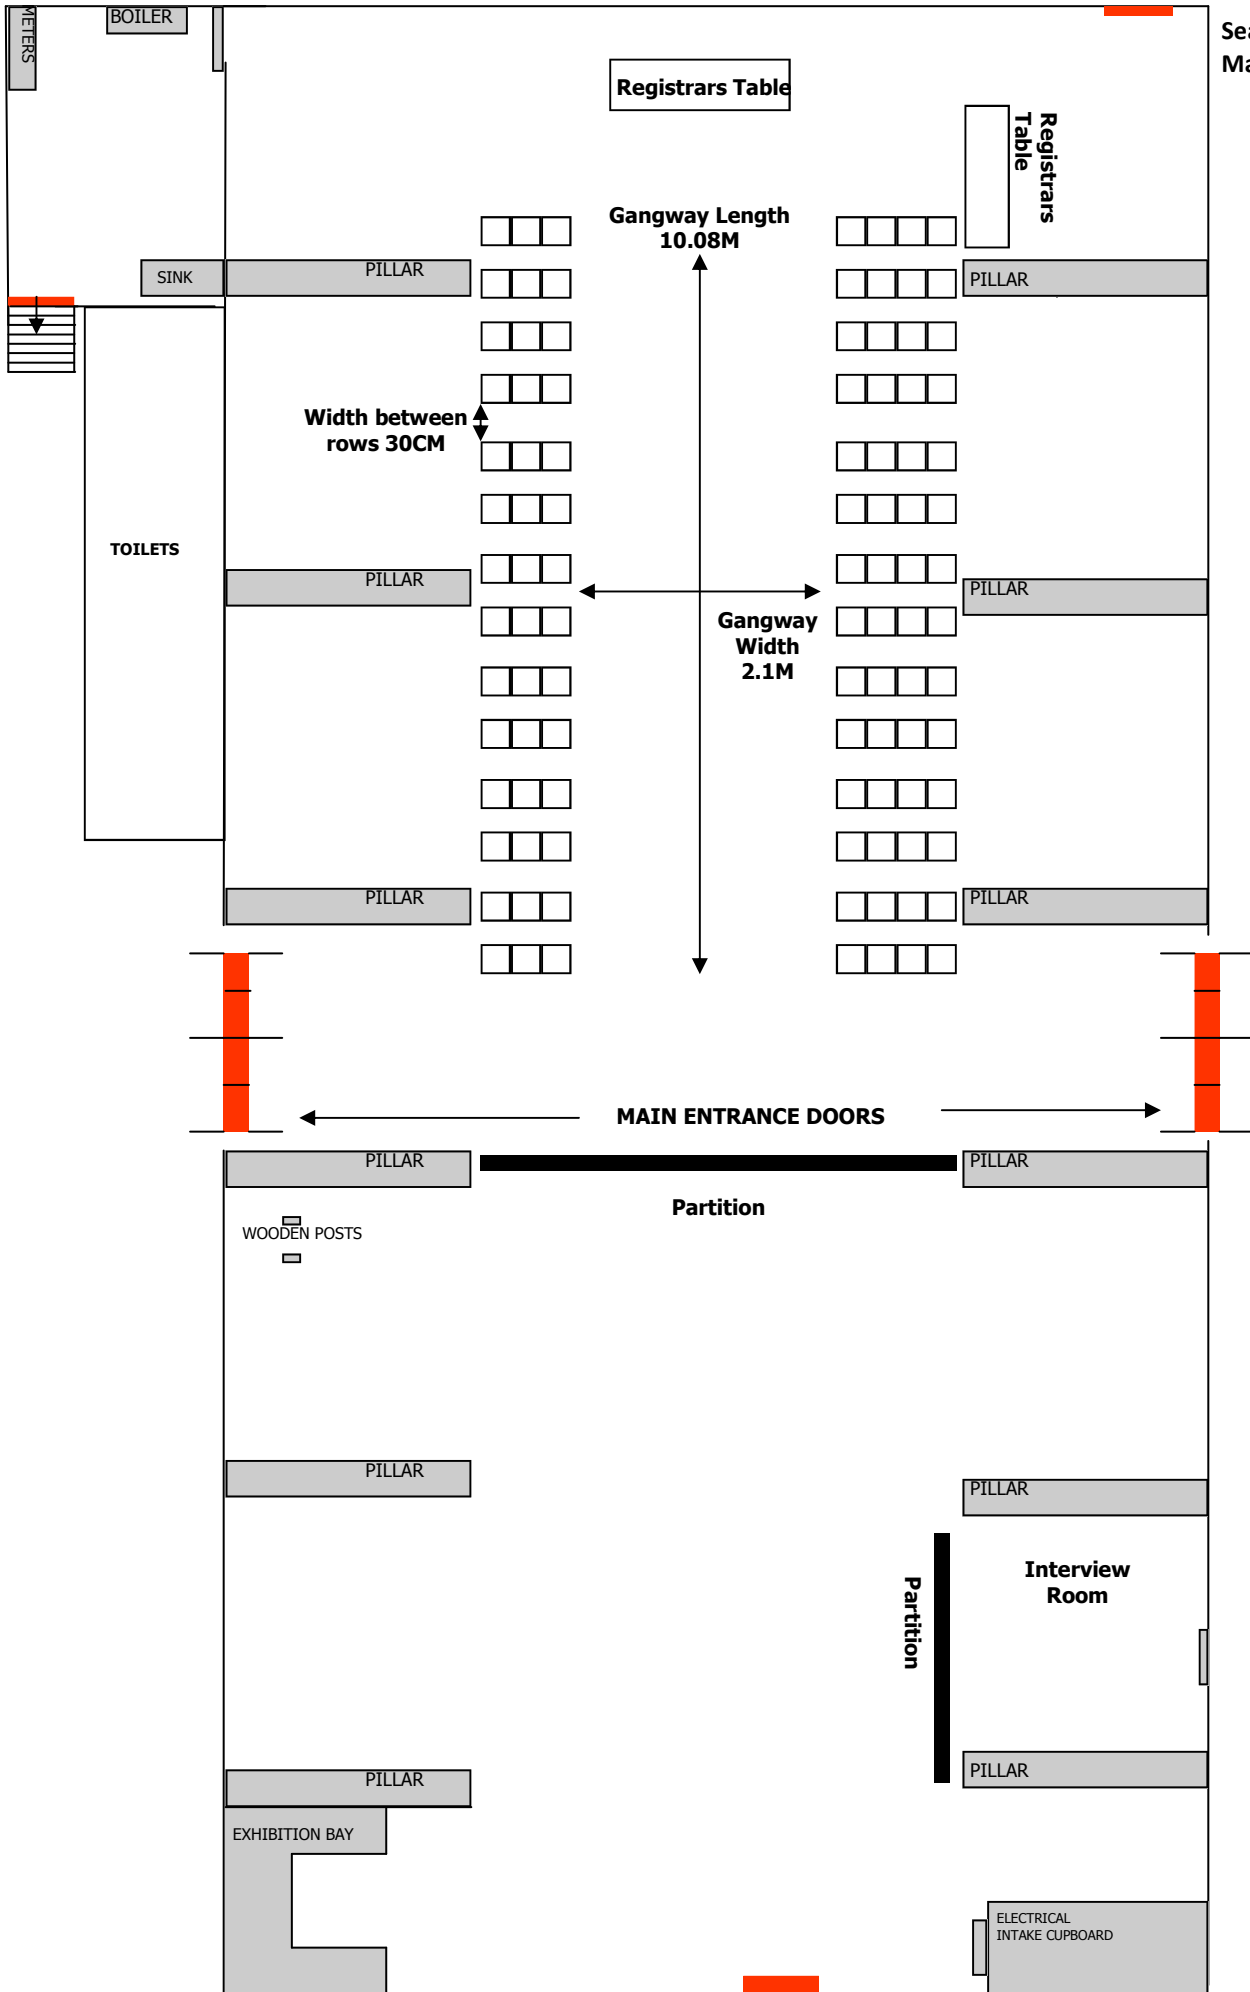 METERS
BOILER
Registrars Table
Registrars
Table
Gangway Length
10.08M
SINK
PILLAR
PILLAR
Width between
rows 30CM
TOILETS
PILLAR
PILLAR
Gangway
Width
2.1M
PILLAR
PILLAR
MAIN ENTRANCE DOORS
PILLAR
PILLAR
Partition
WOODEN POSTS
PILLAR
PILLAR
Interview
Room
Partition
PILLAR
PILLAR
EXHIBITION BAY
ELECTRICAL
INTAKE CUPBOARD